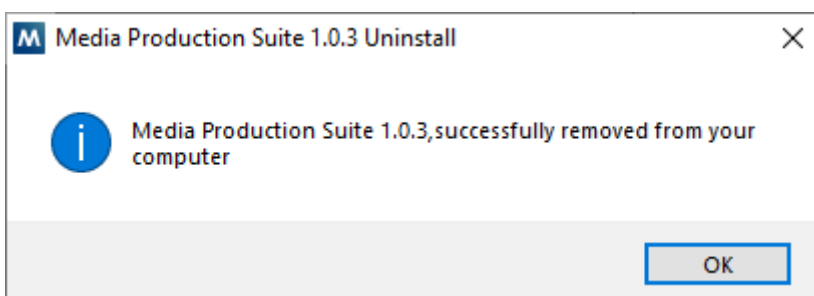 M Media Production Suite 1.0.3 Uninstall
i
Media Production Suite 1.0.3,successfully removed from your
computer
OK